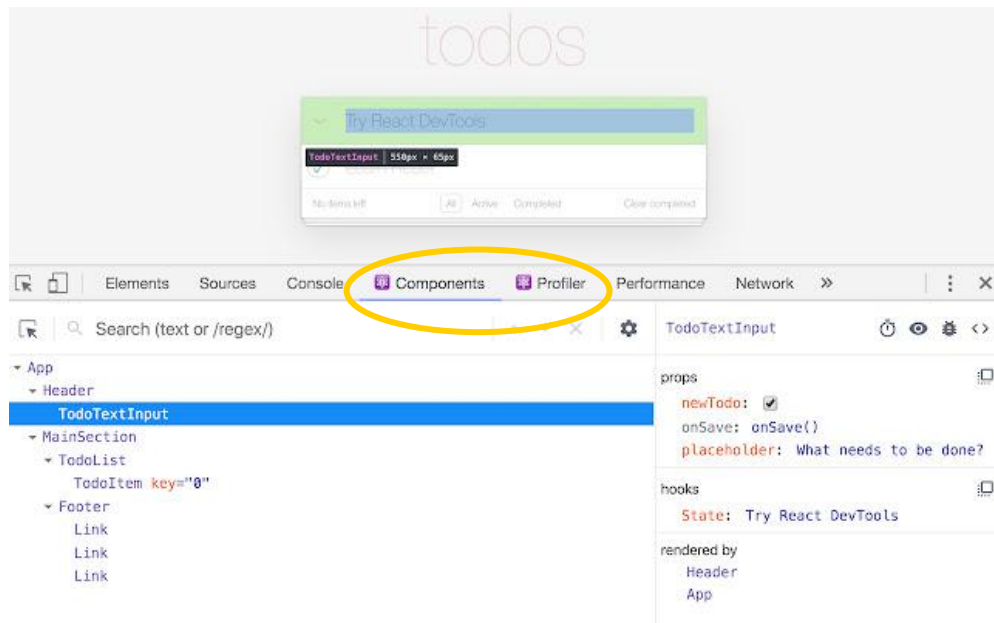 todos
Try React DevTools
TodoTextInput | 550px × 65px
No items left All Active Completed Clear completed
Elements Sources Console Components Profiler Performance Network »
Search (text or /regex/)
TodoTextInput
App
Header
TodoTextInput
MainSection
TodoList
TodoItem key="0"
Footer
Link
Link
Link
props
newTodo:
onSave: onSave()
placeholder: What needs to be done?
hooks
State: Try React DevTools
rendered by
Header
App